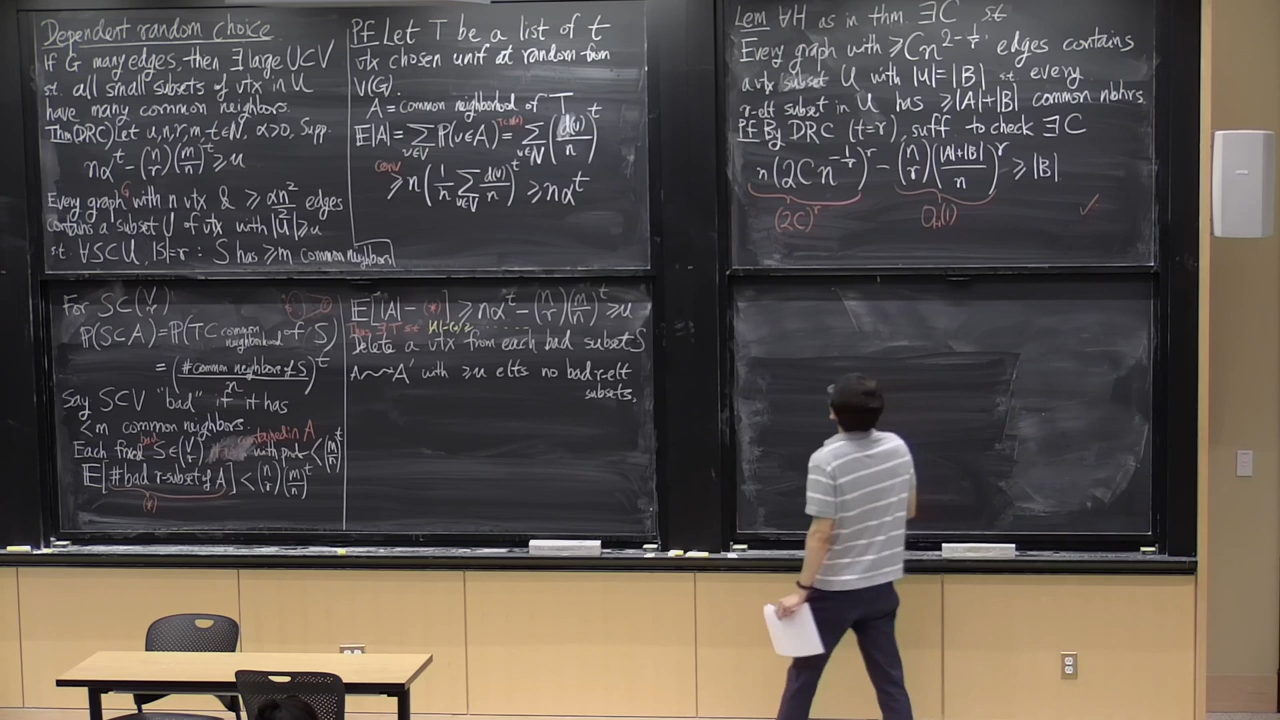 Dependent random choice
If G many edges, then ∃ large U⊂V
st. all small subsets of vtx in U
have many common neighbors.
Thm (DRC) Let u,n,r,m,t∈ℕ, α>0, Supp.
nα^t − (n choose r)(m/n)^t ≥ u
Every graph G with n vtx & ≥ αn²/2 edges
contains a subset U of vtx with |U| ≥ u
s.t. ∀S⊂U, |S|=r : S has ≥m common neighbors
Pf Let T be a list of t
vtx chosen unif at random from
V(G).
A = common neighborhood of T
E|A| = Σ_{v∈V} P(v∈A) = Σ_{v∈V} (d(v)/n)^t
conv
≥ n(1/n Σ_{v∈V} d(v)/n)^t ≥ nα^t
For S⊂(V choose r)
P(S⊂A) = P(T⊂ common neighborhood of S)
= (#common neighbors of S / n)^t
Say S⊂V "bad" if it has
< m common neighbors.
Each fixed bad S∈(V choose r) contained in A with prob < (m/n)^t
E[#bad r-subset of A] < (n choose r)(m/n)^t
(*)
E[|A| − (*)] ≥ nα^t − (n choose r)(m/n)^t ≥ u
Thus ∃ T st |A|−(*) ≥
Delete a vtx from each bad subset S
A ⇝ A' with ≥u elts no bad r-elt
subsets.
Lem ∀H as in thm. ∃C st
Every graph with ≥Cn^{2−1/r} edges contains
a vtx subset U with |U|=|B| s.t. every
r-elt subset in U has ≥|A|+|B| common nbhrs.
Pf By DRC (t=r), suff to check ∃C
n(2Cn^{−1/r})^r − (n choose r)((|A|+|B|)/n)^r ≥ |B|
(2C)^r
O_H(1)
✓